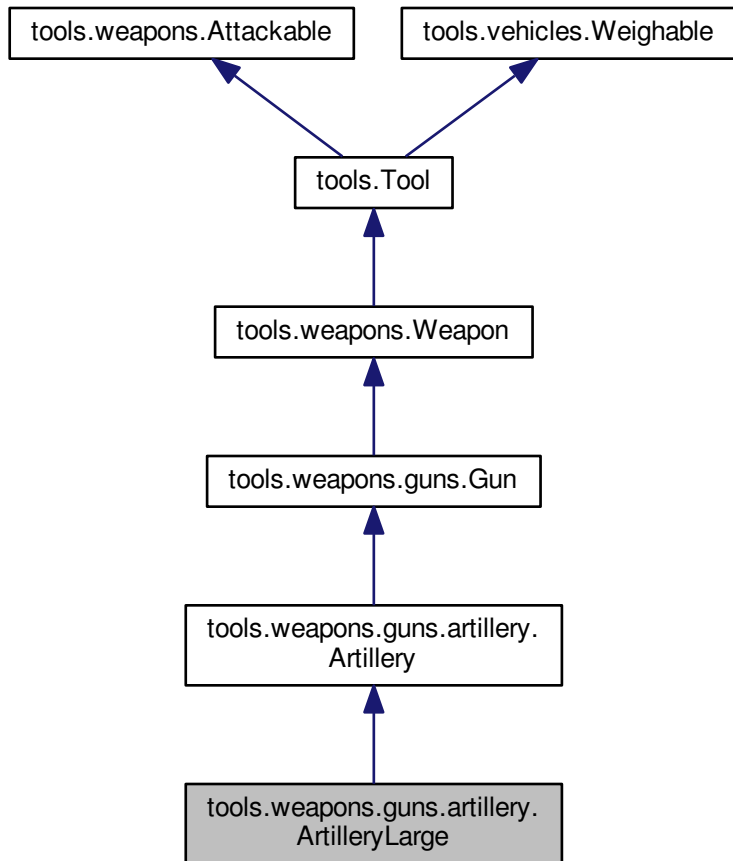 tools.weapons.Attackable
tools.vehicles.Weighable
tools.Tool
tools.weapons.Weapon
tools.weapons.guns.Gun
tools.weapons.guns.artillery.
Artillery
tools.weapons.guns.artillery.
ArtilleryLarge